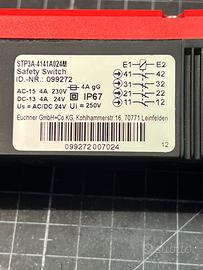 STP3A-4141A024M
Safety Switch
ID.-NR.: 099272
E1 E2
41 42
31 32
21 22
11 12
AC-15 4A 230V 4A gG
DC-13 4A 24V IP67
Us = AC/DC 24V Ui = 250V
Euchner GmbH+Co.KG, Kohlhammerstr.16, 70771 Leinfelden
099272007024
12